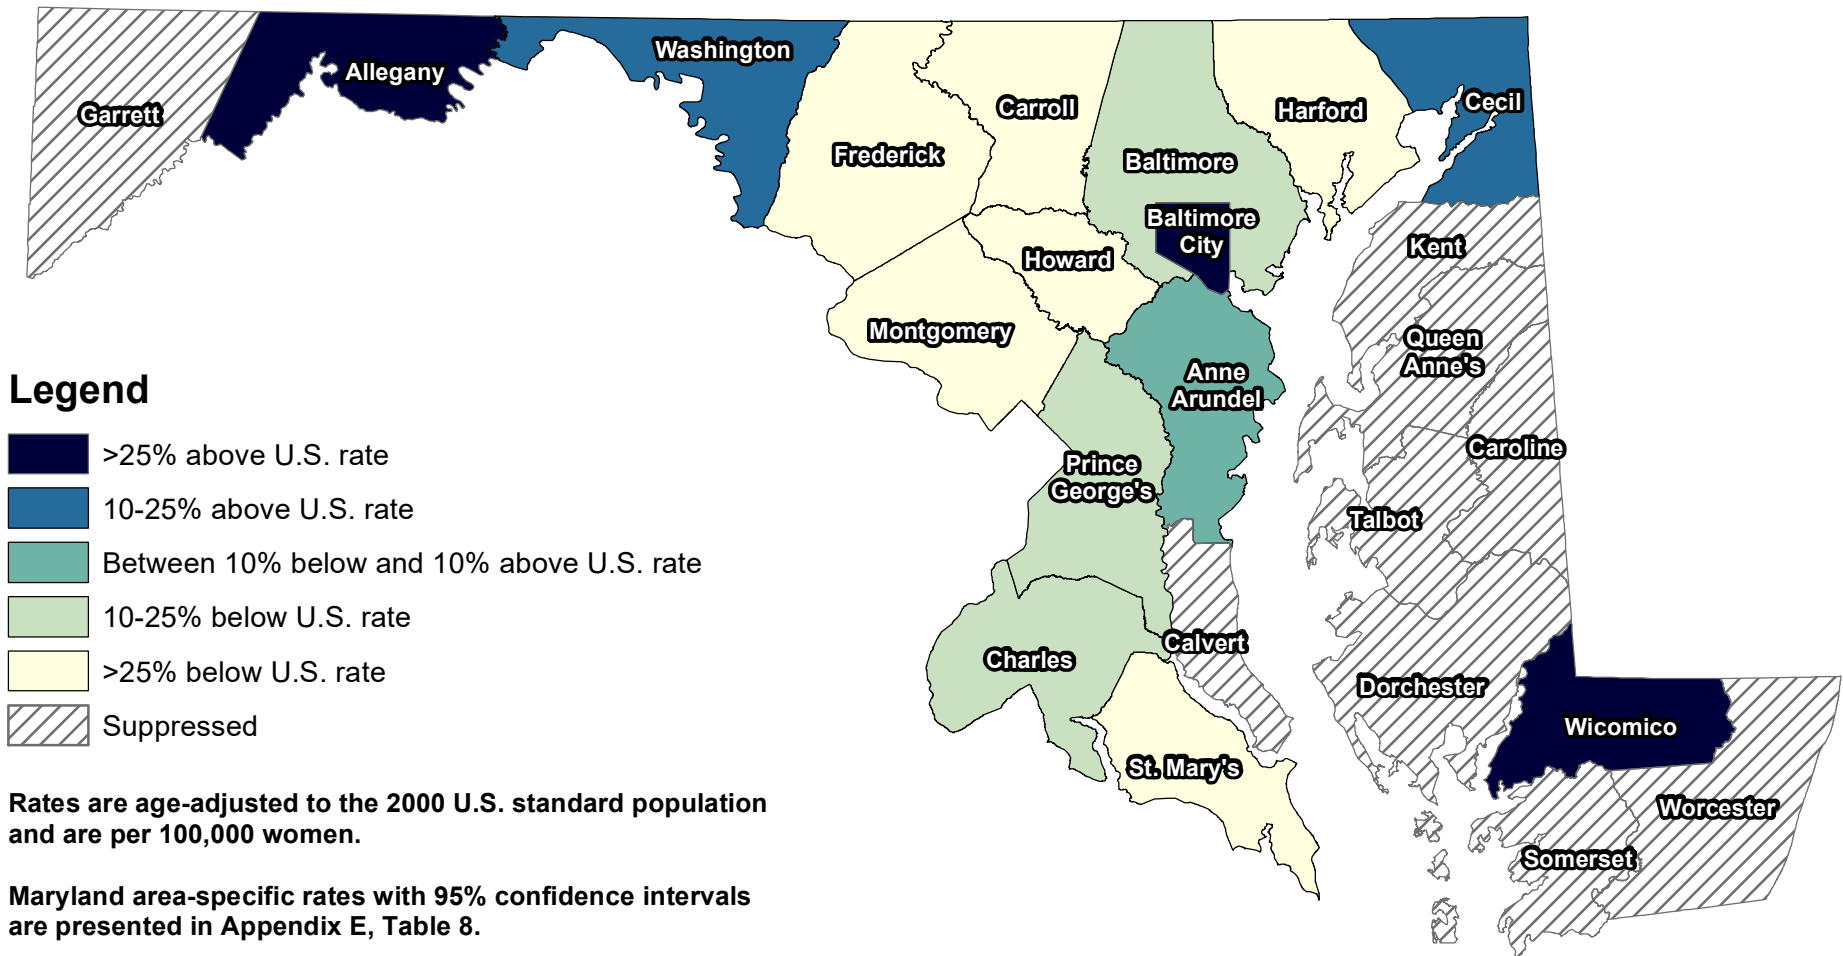 Garrett
Allegany
Washington
Frederick
Carroll
Baltimore
Harford
Cecil
Baltimore
City
Howard
Kent
Montgomery
Queen
Anne's
Anne
Arundel
Caroline
Prince
George's
Talbot
Calvert
Charles
Dorchester
Wicomico
St. Mary's
Worcester
Somerset
Legend
>25% above U.S. rate
10-25% above U.S. rate
Between 10% below and 10% above U.S. rate
10-25% below U.S. rate
>25% below U.S. rate
Suppressed
Rates are age-adjusted to the 2000 U.S. standard population
and are per 100,000 women.
Maryland area-specific rates with 95% confidence intervals
are presented in Appendix E, Table 8.